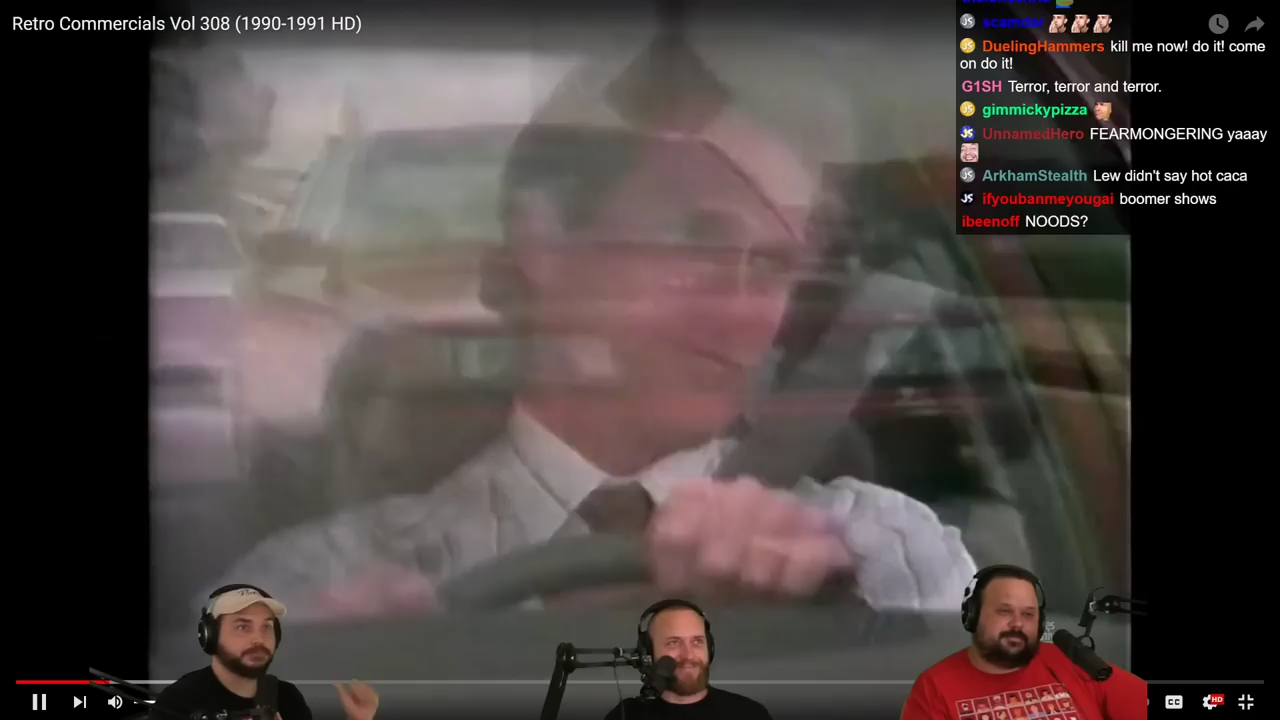 Retro Commercials Vol 308 (1990-1991 HD)
scamdar
DuelingHammers kill me now! do it! come
on do it!
G1SH Terror, terror and terror.
gimmickypizza
UnnamedHero FEARMONGERING yaaay
ArkhamStealth Lew didn't say hot caca
ifyoubanmeyougai boomer shows
ibeenoff NOODS?
CC
HD